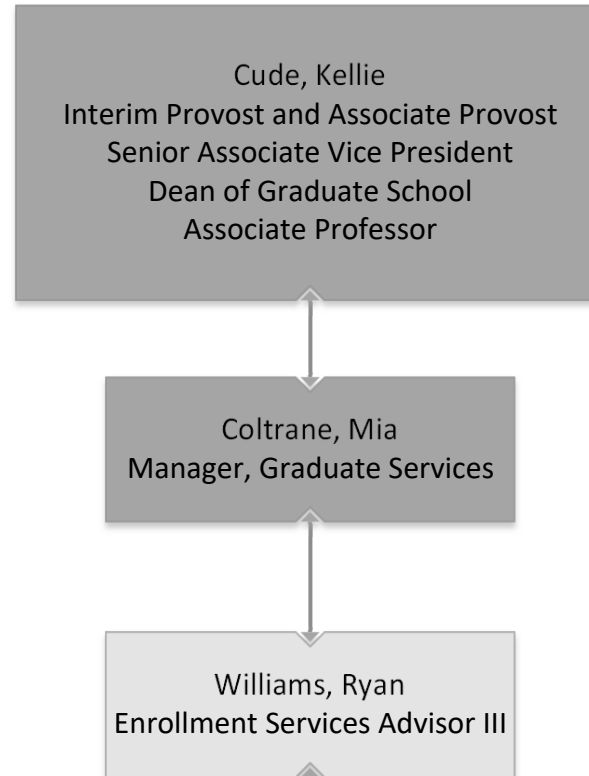 Cude, Kellie
Interim Provost and Associate Provost
Senior Associate Vice President
Dean of Graduate School
Associate Professor
Coltrane, Mia
Manager, Graduate Services
Williams, Ryan
Enrollment Services Advisor III